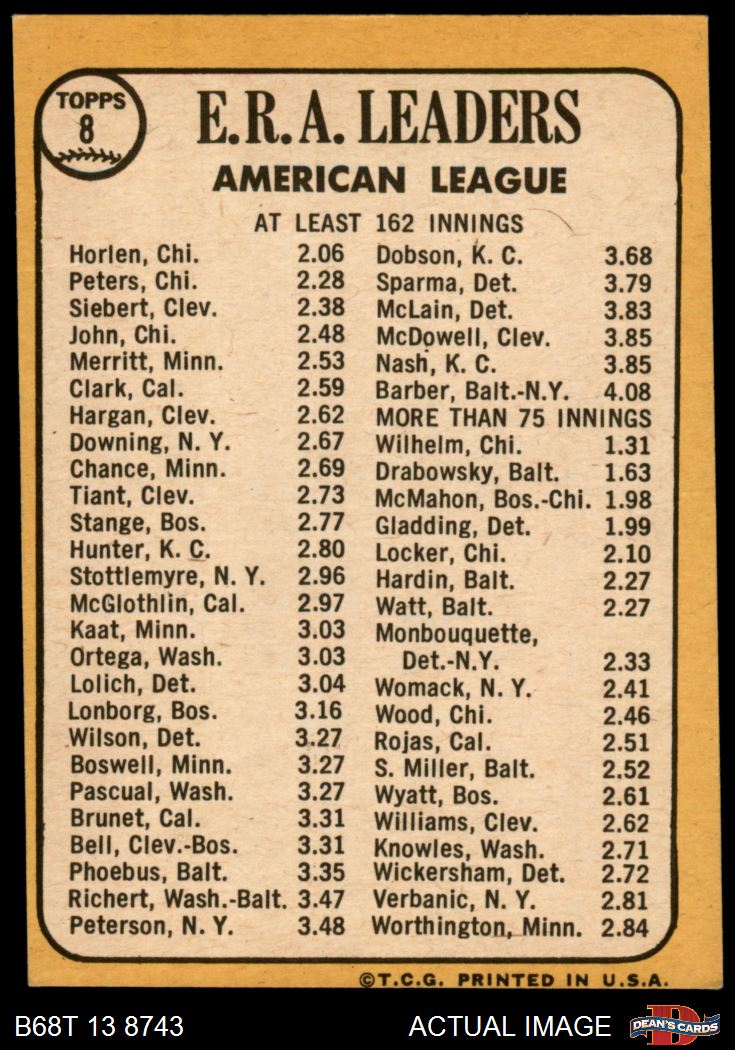 TOPPS
8
E.R.A. LEADERS
AMERICAN LEAGUE
AT LEAST 162 INNINGS
Horlen, Chi. 2.06
Peters, Chi. 2.28
Siebert, Clev. 2.38
John, Chi. 2.48
Merritt, Minn. 2.53
Clark, Cal. 2.59
Hargan, Clev. 2.62
Downing, N. Y. 2.67
Chance, Minn. 2.69
Tiant, Clev. 2.73
Stange, Bos. 2.77
Hunter, K. C. 2.80
Stottlemyre, N. Y. 2.96
McGlothlin, Cal. 2.97
Kaat, Minn. 3.03
Ortega, Wash. 3.03
Lolich, Det. 3.04
Lonborg, Bos. 3.16
Wilson, Det. 3.27
Boswell, Minn. 3.27
Pascual, Wash. 3.27
Brunet, Cal. 3.31
Bell, Clev.-Bos. 3.31
Phoebus, Balt. 3.35
Richert, Wash.-Balt. 3.47
Peterson, N. Y. 3.48
Dobson, K. C. 3.68
Sparma, Det. 3.79
McLain, Det. 3.83
McDowell, Clev. 3.85
Nash, K. C. 3.85
Barber, Balt.-N.Y. 4.08
MORE THAN 75 INNINGS
Wilhelm, Chi. 1.31
Drabowsky, Balt. 1.63
McMahon, Bos.-Chi. 1.98
Gladding, Det. 1.99
Locker, Chi. 2.10
Hardin, Balt. 2.27
Watt, Balt. 2.27
Monbouquette,
Det.-N.Y. 2.33
Womack, N. Y. 2.41
Wood, Chi. 2.46
Rojas, Cal. 2.51
S. Miller, Balt. 2.52
Wyatt, Bos. 2.61
Williams, Clev. 2.62
Knowles, Wash. 2.71
Wickersham, Det. 2.72
Verbanic, N. Y. 2.81
Worthington, Minn. 2.84
©T.C.G. PRINTED IN U.S.A.
B68T 13 8743
ACTUAL IMAGE
D
DEAN'S CARDS